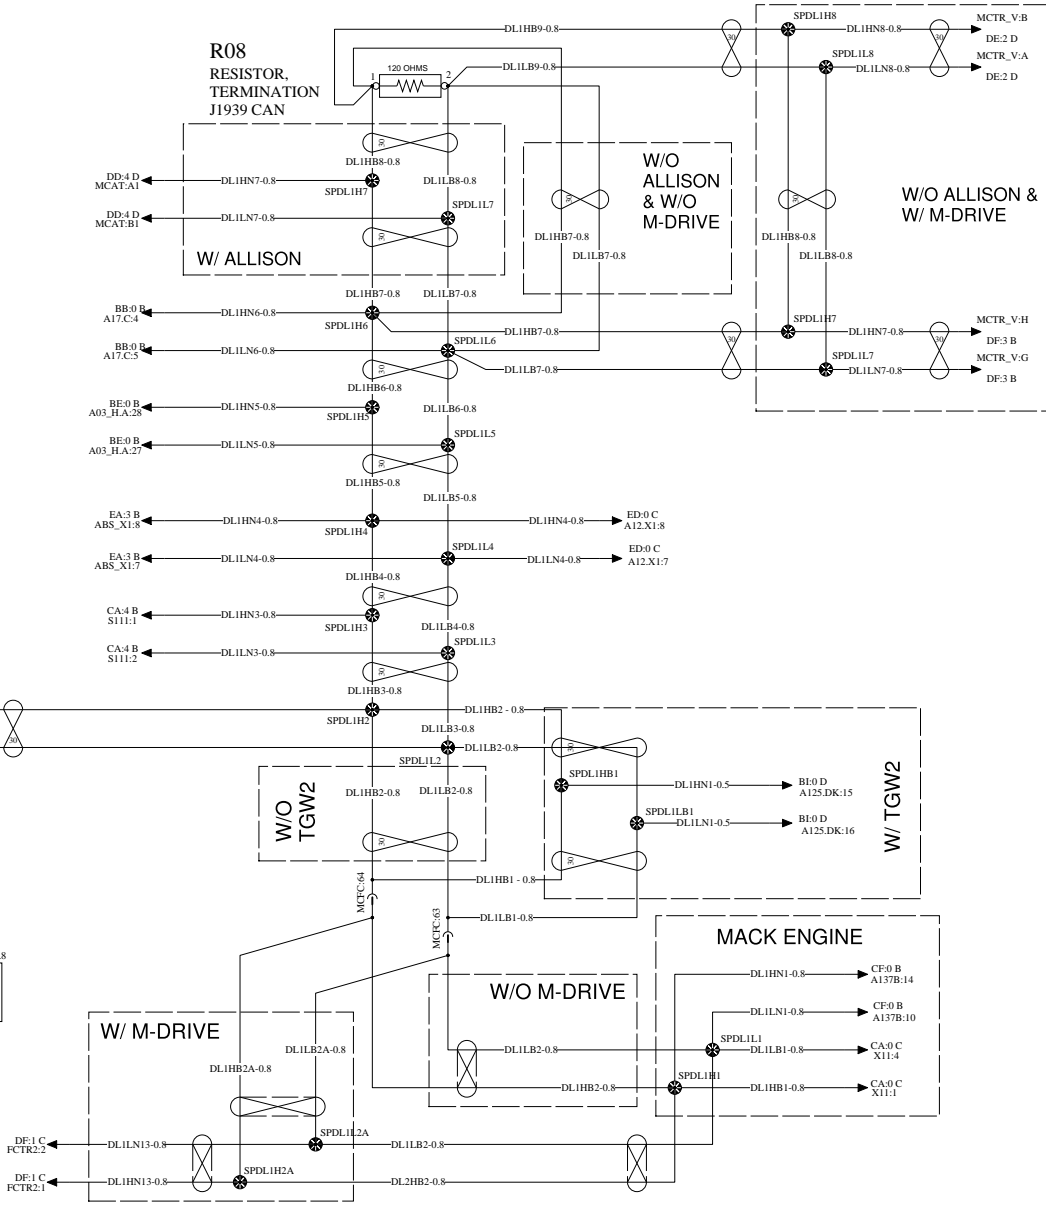 R08
RESISTOR,
TERMINATION
J1939 CAN
1
120 OHMS
2
DL1HB9-0.8
DL1LB9-0.8
30
SPDL1H8
DL1HN8-0.8
30
MCTR_V:B
DE:2 D
SPDL1L8
DL1LN8-0.8
MCTR_V:A
DE:2 D
30
DL1HB8-0.8
DD:4 D
MCAT:A1
DL1HN7-0.8
SPDL1H7
DL1LB8-0.8
DD:4 D
MCAT:B1
DL1LN7-0.8
SPDL1L7
30
W/ ALLISON
W/O
ALLISON
& W/O
M-DRIVE
30
DL1HB7-0.8
DL1LB7-0.8
W/O ALLISON &
W/ M-DRIVE
30
DL1HB8-0.8
DL1LB8-0.8
DL1HB7-0.8
DL1LB7-0.8
BB:0 B
A17.C:4
DL1HN6-0.8
SPDL1H6
DL1HB7-0.8
30
SPDL1H7
DL1HN7-0.8
30
MCTR_V:H
DF:3 B
BB:0 B
A17.C:5
DL1LN6-0.8
SPDL1L6
DL1LB7-0.8
SPDL1L7
DL1LN7-0.8
MCTR_V:G
DF:3 B
30
DL1HB6-0.8
BE:0 B
A03_H.A:28
DL1HN5-0.8
SPDL1H5
DL1LB6-0.8
BE:0 B
A03_H.A:27
DL1LN5-0.8
SPDL1L5
30
DL1HB5-0.8
DL1LB5-0.8
EA:3 B
ABS_X1:8
DL1HN4-0.8
SPDL1H4
DL1HN4-0.8
ED:0 C
A12.X1:8
EA:3 B
ABS_X1:7
DL1LN4-0.8
SPDL1L4
DL1LN4-0.8
ED:0 C
A12.X1:7
DL1HB4-0.8
30
CA:4 B
S111:1
DL1HN3-0.8
SPDL1H3
DL1LB4-0.8
CA:4 B
S111:2
DL1LN3-0.8
SPDL1L3
30
DL1HB3-0.8
30
SPDL1H2
DL1HB2 - 0.8
DL1LB3-0.8
DL1LB2-0.8
SPDL1L2
W/O
TGW2
DL1HB2-0.8
DL1LB2-0.8
30
30
SPDL1HB1
DL1HN1-0.5
BI:0 D
A125.DK:15
SPDL1LB1
DL1LN1-0.5
BI:0 D
A125.DK:16
30
W/ TGW2
MCFC:64
DL1HB1 - 0.8
MCFC:63
DL1LB1-0.8
MACK ENGINE
DL1HN1-0.8
CF:0 B
A137B:14
DL1LN1-0.8
CF:0 B
A137B:10
SPDL1L1
DL1LB1-0.8
CA:0 C
X11:4
SPDL1H1
DL1HB1-0.8
CA:0 C
X11:1
W/O M-DRIVE
DL1LB2-0.8
DL1HB2-0.8
W/ M-DRIVE
DL1LB2A-0.8
DL1HB2A-0.8
DF:1 C
FCTR2:2
DL1LN13-0.8
SPDL1L2A
DL1LB2-0.8
DF:1 C
FCTR2:1
DL1HN13-0.8
SPDL1H2A
DL2HB2-0.8